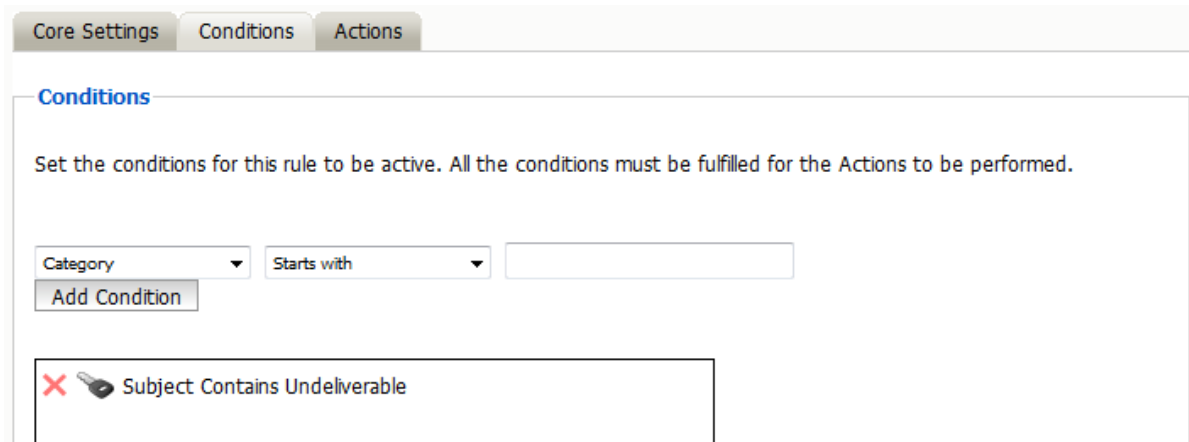 Core Settings Conditions Actions
Conditions
Set the conditions for this rule to be active. All the conditions must be fulfilled for the Actions to be performed.
Category Starts with
Add Condition
Subject Contains Undeliverable